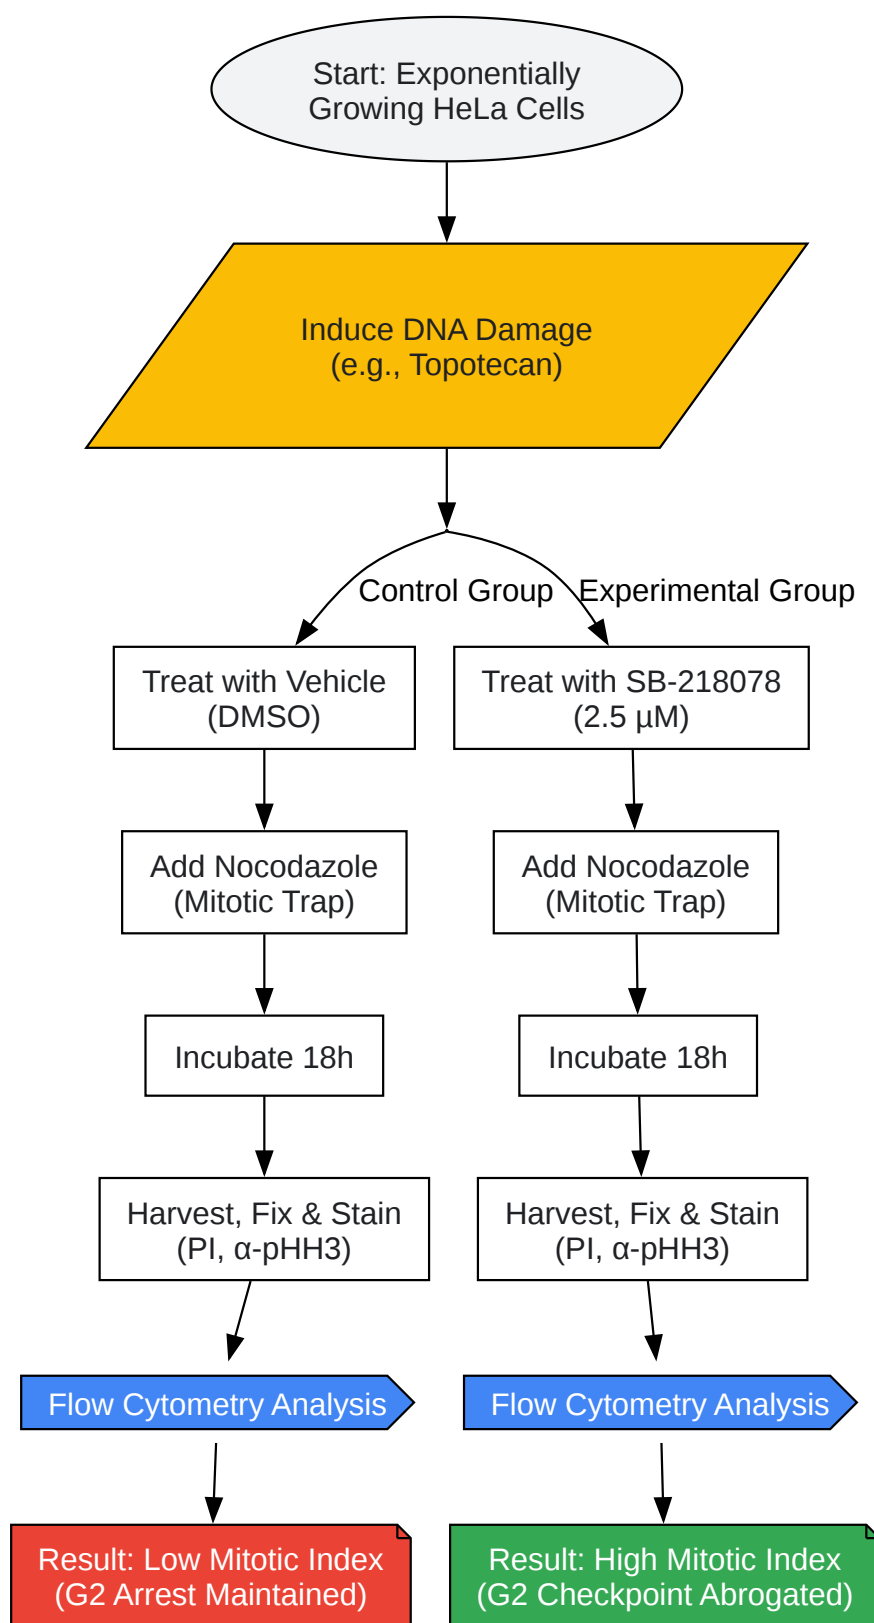 Start: Exponentially
Growing HeLa Cells
Induce DNA Damage
(e.g., Topotecan)
Control Group
Experimental Group
Treat with Vehicle
(DMSO)
Treat with SB-218078
(2.5 µM)
Add Nocodazole
(Mitotic Trap)
Add Nocodazole
(Mitotic Trap)
Incubate 18h
Incubate 18h
Harvest, Fix & Stain
(PI, α-pHH3)
Harvest, Fix & Stain
(PI, α-pHH3)
Flow Cytometry Analysis
Flow Cytometry Analysis
Result: Low Mitotic Index
(G2 Arrest Maintained)
Result: High Mitotic Index
(G2 Checkpoint Abrogated)